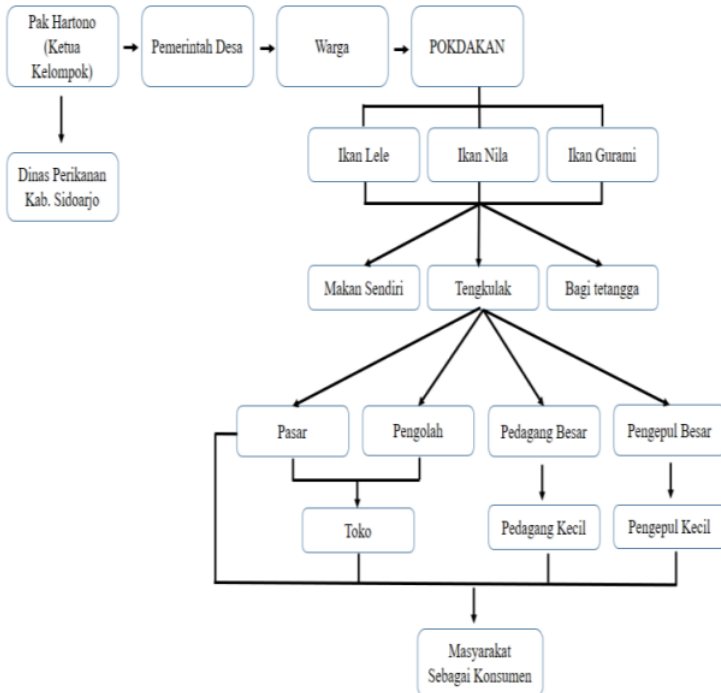 Pak Hartono
(Ketua
Kelompok)
Pemerintah Desa
Warga
POKDAKAN
Dinas Perikanan
Kab. Sidoarjo
Ikan Lele
Ikan Nila
Ikan Gurami
Makan Sendiri
Tengkulak
Bagi tetangga
Pasar
Pengolah
Pedagang Besar
Pengepul Besar
Toko
Pedagang Kecil
Pengepul Kecil
Masyarakat
Sebagai Konsumen